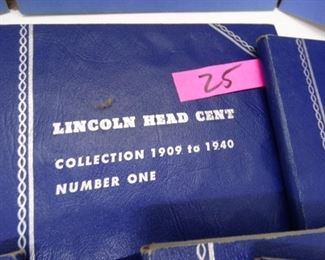 25
LINCOLN HEAD CENT
COLLECTION 1909 to 1940
NUMBER ONE